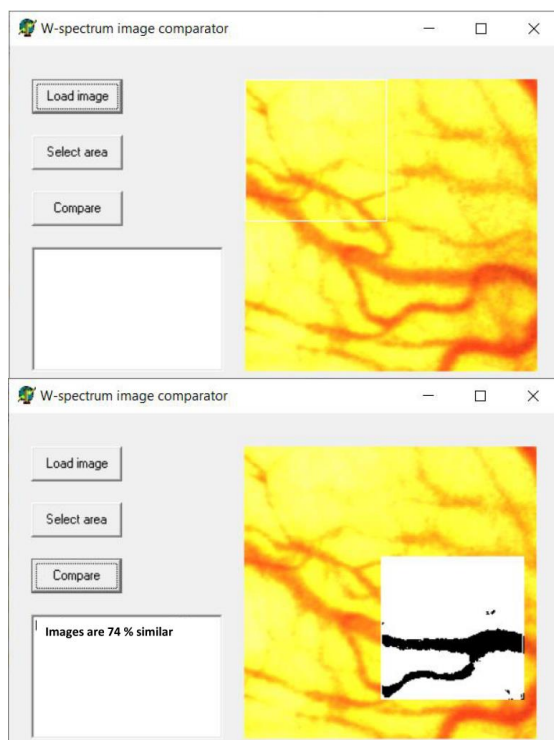 W-spectrum image comparator
Load image
Select area
Compare
W-spectrum image comparator
Load image
Select area
Compare
Images are 74 % similar